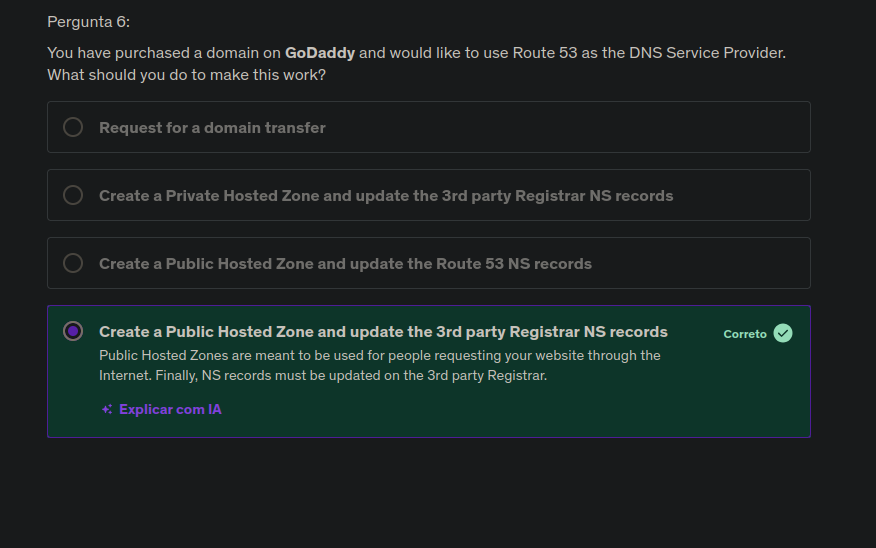 Pergunta 6:
You have purchased a domain on GoDaddy and would like to use Route 53 as the DNS Service Provider.
What should you do to make this work?
Request for a domain transfer
Create a Private Hosted Zone and update the 3rd party Registrar NS records
Create a Public Hosted Zone and update the Route 53 NS records
Create a Public Hosted Zone and update the 3rd party Registrar NS records
Correto
Public Hosted Zones are meant to be used for people requesting your website through the
Internet. Finally, NS records must be updated on the 3rd party Registrar.
Explicar com IA